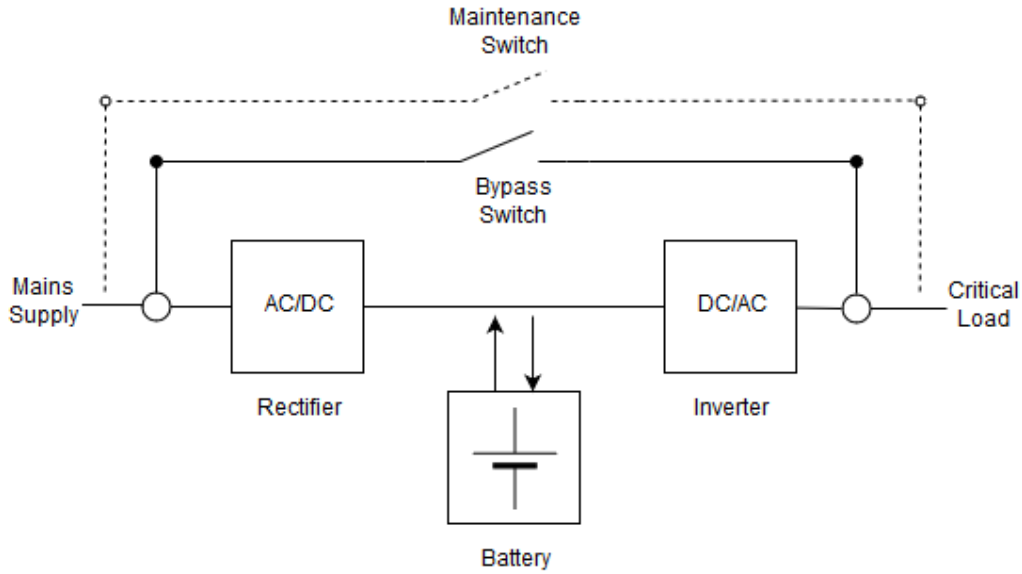 Maintenance
Switch
Bypass
Switch
Mains
Supply
AC/DC
DC/AC
Critical
Load
Rectifier
Inverter
Battery